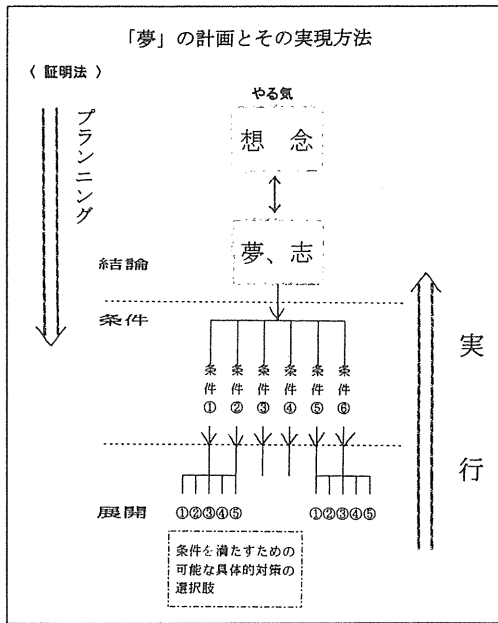 「夢」の計画とその実現方法
〈 証明法 〉
プランニング
やる気
想 念
夢、志
結論
条件
条件①
条件②
条件③
条件④
条件⑤
条件⑥
実行
展開
①②③④⑤
①②③④⑤
条件を満たすための
可能な具体的対策の
選択肢